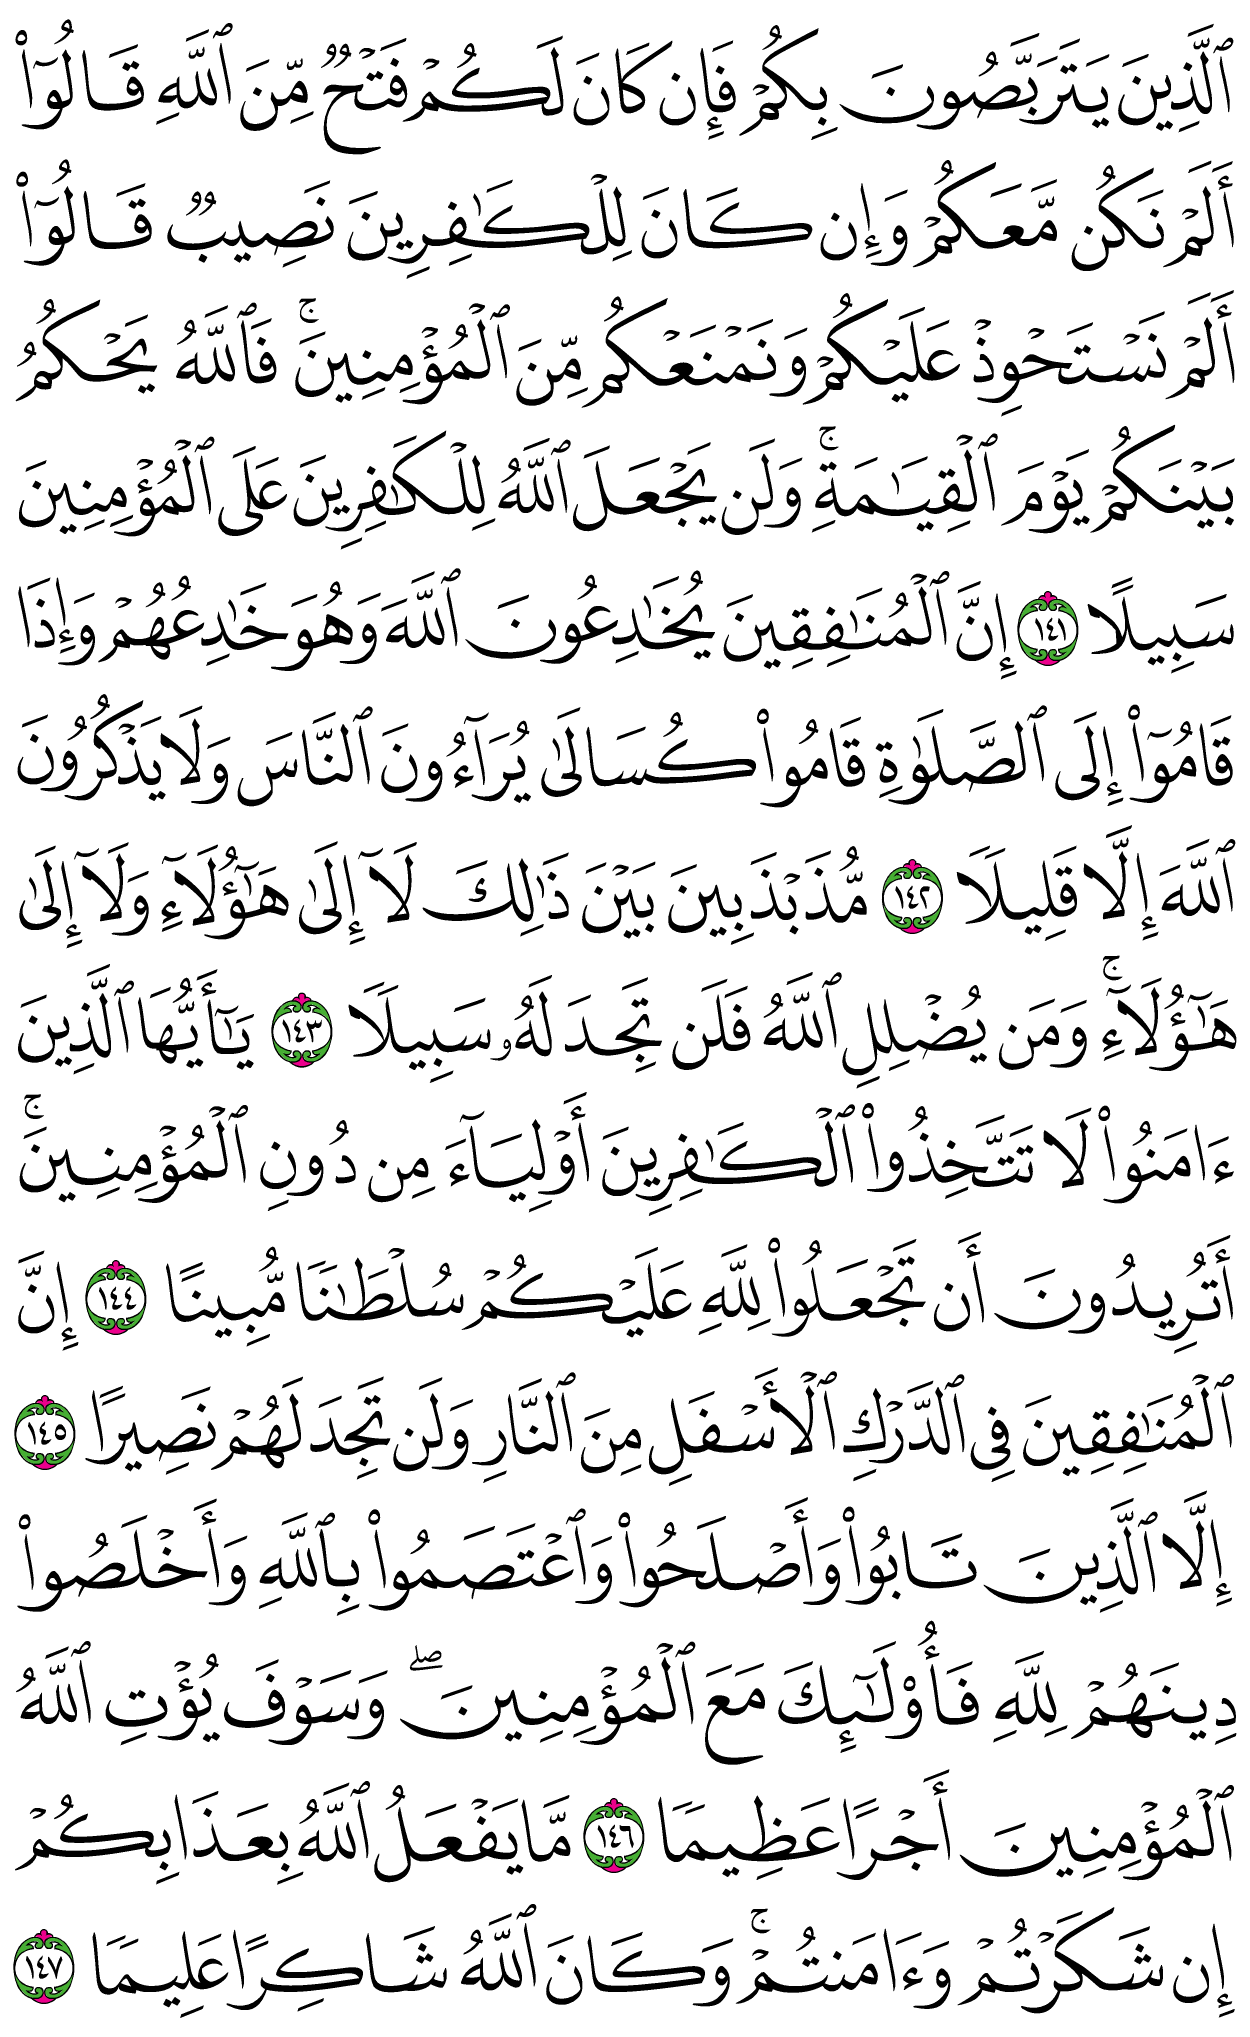 ٱلَّذِينَ يَتَرَبَّصُونَ بِكُمۡ فَإِن كَانَ لَكُمۡ فَتۡحٞ مِّنَ ٱللَّهِ قَالُوٓاْ
أَلَمۡ نَكُن مَّعَكُمۡ وَإِن كَانَ لِلۡكَٰفِرِينَ نَصِيبٞ قَالُوٓاْ
أَلَمۡ نَسۡتَحۡوِذۡ عَلَيۡكُمۡ وَنَمۡنَعۡكُم مِّنَ ٱلۡمُؤۡمِنِينَۚ فَٱللَّهُ يَحۡكُمُ
بَيۡنَكُمۡ يَوۡمَ ٱلۡقِيَٰمَةِۚ وَلَن يَجۡعَلَ ٱللَّهُ لِلۡكَٰفِرِينَ عَلَى ٱلۡمُؤۡمِنِينَ
سَبِيلًا ١٤١ إِنَّ ٱلۡمُنَٰفِقِينَ يُخَٰدِعُونَ ٱللَّهَ وَهُوَ خَٰدِعُهُمۡ وَإِذَا
قَامُوٓاْ إِلَى ٱلصَّلَوٰةِ قَامُواْ كُسَالَىٰ يُرَآءُونَ ٱلنَّاسَ وَلَا يَذۡكُرُونَ
ٱللَّهَ إِلَّا قَلِيلٗا ١٤٢ مُّذَبۡذَبِينَ بَيۡنَ ذَٰلِكَ لَآ إِلَىٰ هَٰٓؤُلَآءِ وَلَآ إِلَىٰ
هَٰٓؤُلَآءِۚ وَمَن يُضۡلِلِ ٱللَّهُ فَلَن تَجِدَ لَهُۥ سَبِيلٗا ١٤٣ يَٰٓأَيُّهَا ٱلَّذِينَ
ءَامَنُواْ لَا تَتَّخِذُواْ ٱلۡكَٰفِرِينَ أَوۡلِيَآءَ مِن دُونِ ٱلۡمُؤۡمِنِينَۚ
أَتُرِيدُونَ أَن تَجۡعَلُواْ لِلَّهِ عَلَيۡكُمۡ سُلۡطَٰنٗا مُّبِينًا ١٤٤ إِنَّ
ٱلۡمُنَٰفِقِينَ فِي ٱلدَّرۡكِ ٱلۡأَسۡفَلِ مِنَ ٱلنَّارِ وَلَن تَجِدَ لَهُمۡ نَصِيرًا ١٤٥
إِلَّا ٱلَّذِينَ تَابُواْ وَأَصۡلَحُواْ وَٱعۡتَصَمُواْ بِٱللَّهِ وَأَخۡلَصُواْ
دِينَهُمۡ لِلَّهِ فَأُوْلَٰٓئِكَ مَعَ ٱلۡمُؤۡمِنِينَۖ وَسَوۡفَ يُؤۡتِ ٱللَّهُ
ٱلۡمُؤۡمِنِينَ أَجۡرًا عَظِيمٗا ١٤٦ مَّا يَفۡعَلُ ٱللَّهُ بِعَذَابِكُمۡ
إِن شَكَرۡتُمۡ وَءَامَنتُمۡۚ وَكَانَ ٱللَّهُ شَاكِرًا عَلِيمٗا ١٤٧